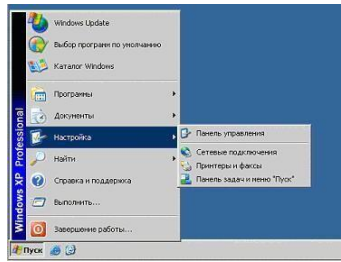 Windows Update
Выбор программ по умолчанию
Каталог Windows
Программы
Документы
Настройка
Найти
Справка и поддержка
Выполнить...
Завершение работы...
Панель управления
Сетевые подключения
Принтеры и факсы
Панель задач и меню "Пуск"
Windows XP Professional
Пуск